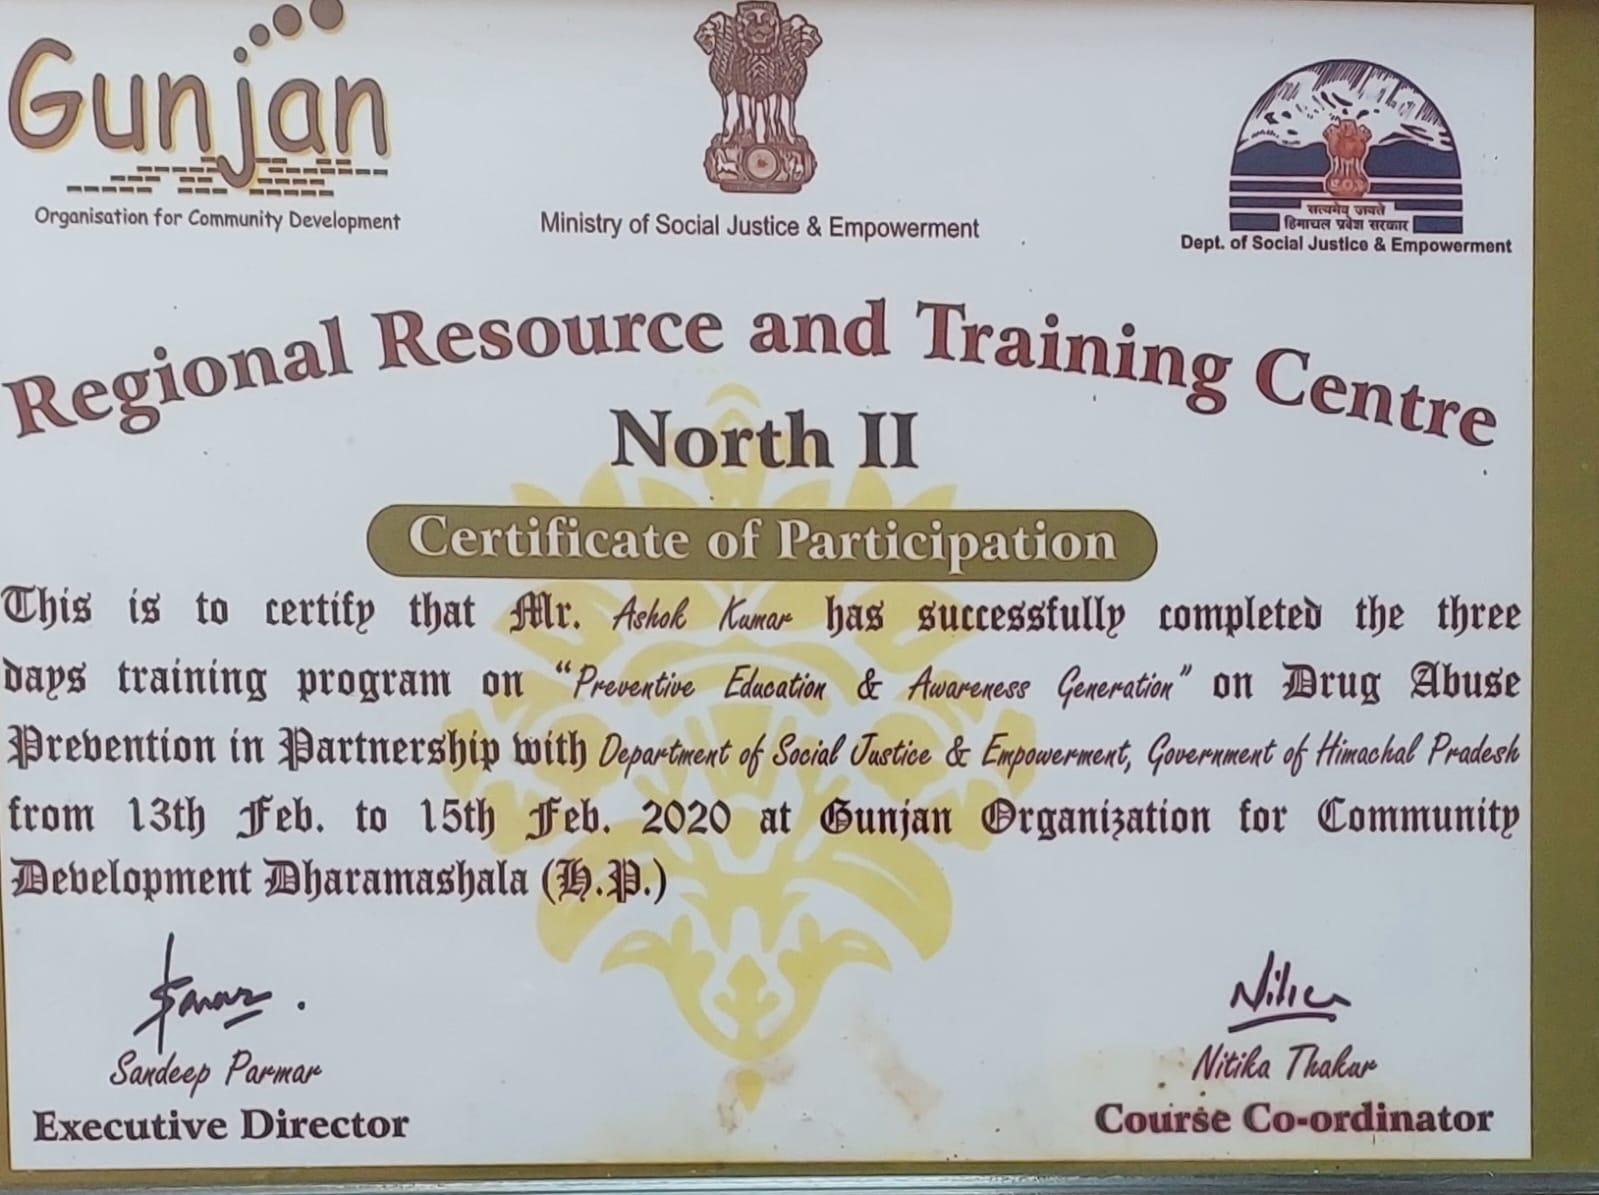 Gunjan
Organisation for Community Development
Ministry of Social Justice & Empowerment
सत्यमेव जयते
हिमाचल प्रदेश सरकार
Dept. of Social Justice & Empowerment
Regional Resource and Training Centre
North II
Certificate of Participation
This is to certify that Mr. Ashok Kumar has successfully completed the three
days training program on “Preventive Education & Awareness Generation” on Drug Abuse
Prevention in Partnership with Department of Social Justice & Empowerment, Government of Himachal Pradesh
from 13th Feb. to 15th Feb. 2020 at Gunjan Organization for Community
Development Dharamashala (H.P.)
Sandeep Parmar
Executive Director
Nitika Thakur
Course Co-ordinator